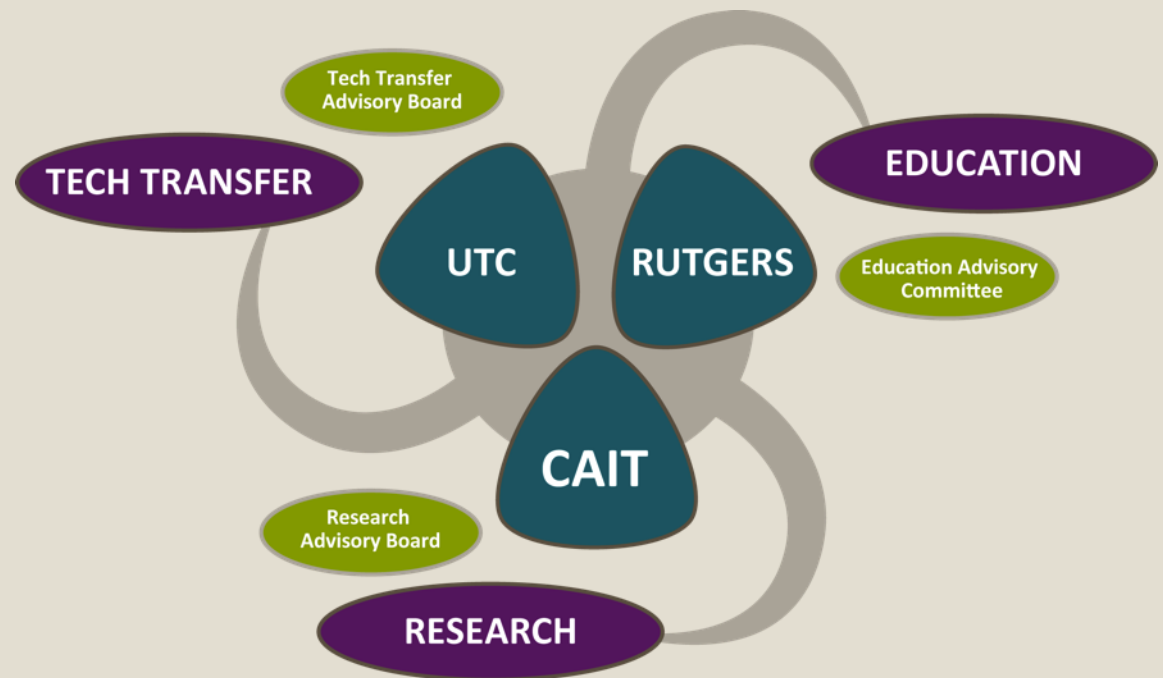 Tech Transfer
Advisory Board
TECH TRANSFER
EDUCATION
UTC
RUTGERS
Education Advisory
Committee
CAIT
Research
Advisory Board
RESEARCH